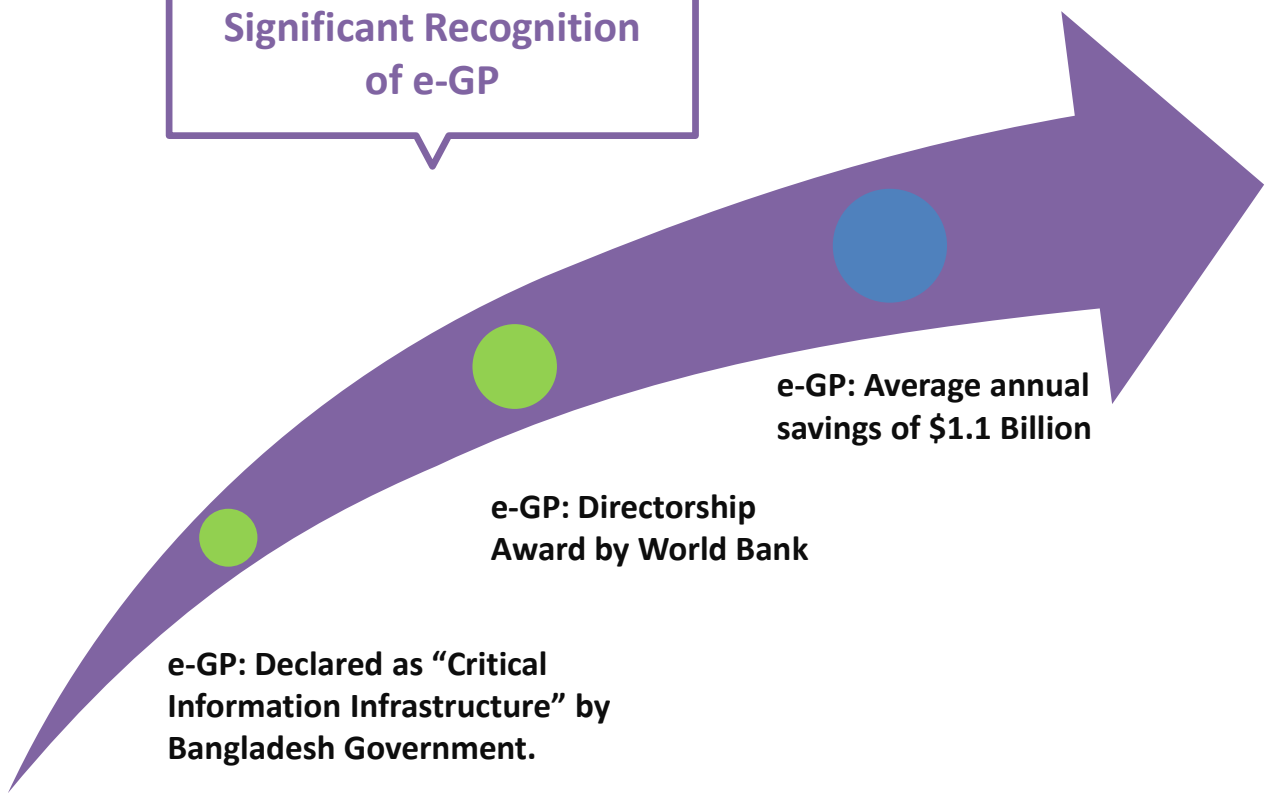 Significant Recognition
of e-GP
e-GP: Average annual
savings of $1.1 Billion
e-GP: Directorship
Award by World Bank
e-GP: Declared as “Critical
Information Infrastructure” by
Bangladesh Government.